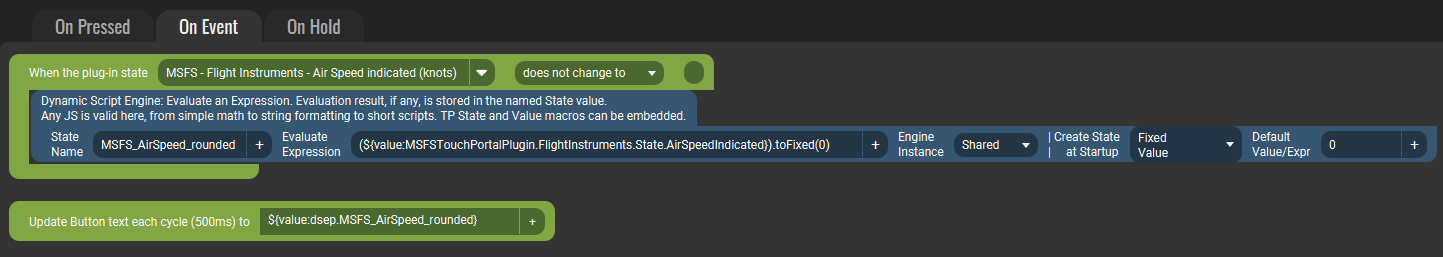 On Pressed
On Event
On Hold
When the plug-in state
MSFS - Flight Instruments - Air Speed indicated (knots)
does not change to
Dynamic Script Engine: Evaluate an Expression. Evaluation result, if any, is stored in the named State value.
Any JS is valid here, from simple math to string formatting to short scripts. TP State and Value macros can be embedded.
State
Name
MSFS_AirSpeed_rounded
+
Evaluate
Expression
(${value:MSFSTouchPortalPlugin.FlightInstruments.State.AirSpeedIndicated}).toFixed(0)
+
Engine
Instance
Shared
| Create State
| at Startup
Fixed
Value
Default
Value/Expr
0
+
Update Button text each cycle (500ms) to
${value:dsep.MSFS_AirSpeed_rounded}
+